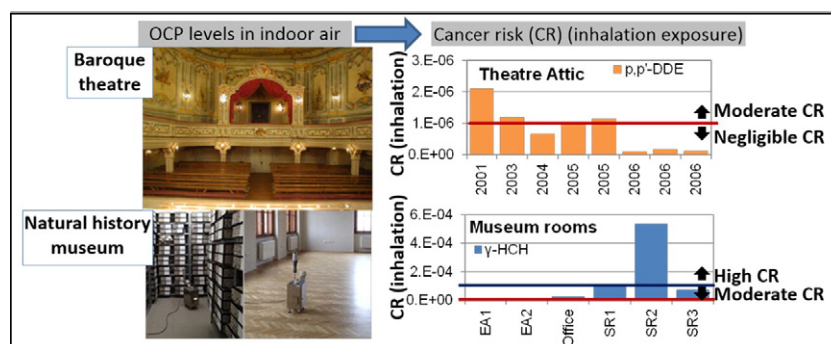 OCP levels in indoor air
Cancer risk (CR) (inhalation exposure)
Baroque
theatre
Natural history
museum
CR (inhalation)
3.E-06
2.E-06
1.E-06
0.E+00
Theatre Attic
p,p'-DDE
Moderate CR
Negligible CR
2001
2003
2004
2005
2005
2006
2006
2006
CR (inhalation)
6.E-04
4.E-04
2.E-04
0.E+00
Museum rooms
γ-HCH
High CR
Moderate CR
EA1
EA2
Office
SR1
SR2
SR3